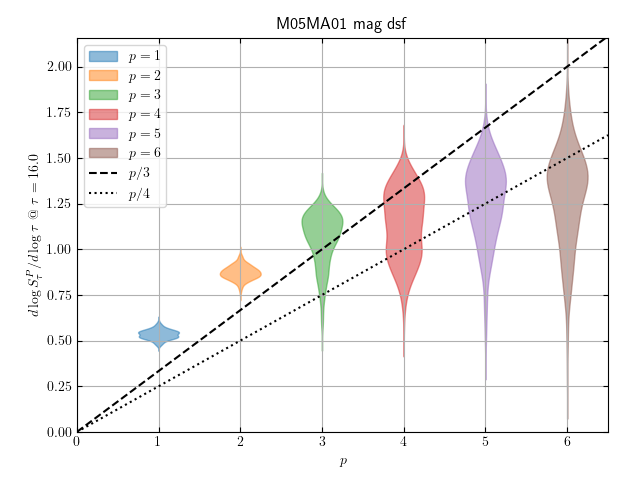 M05MA01 mag dsf
d log S_τ^P / d log τ @ τ = 16.0
2.00
1.75
1.50
1.25
1.00
0.75
0.50
0.25
0.00
p = 1
p = 2
p = 3
p = 4
p = 5
p = 6
p/3
p/4
0 1 2 3 4 5 6
p